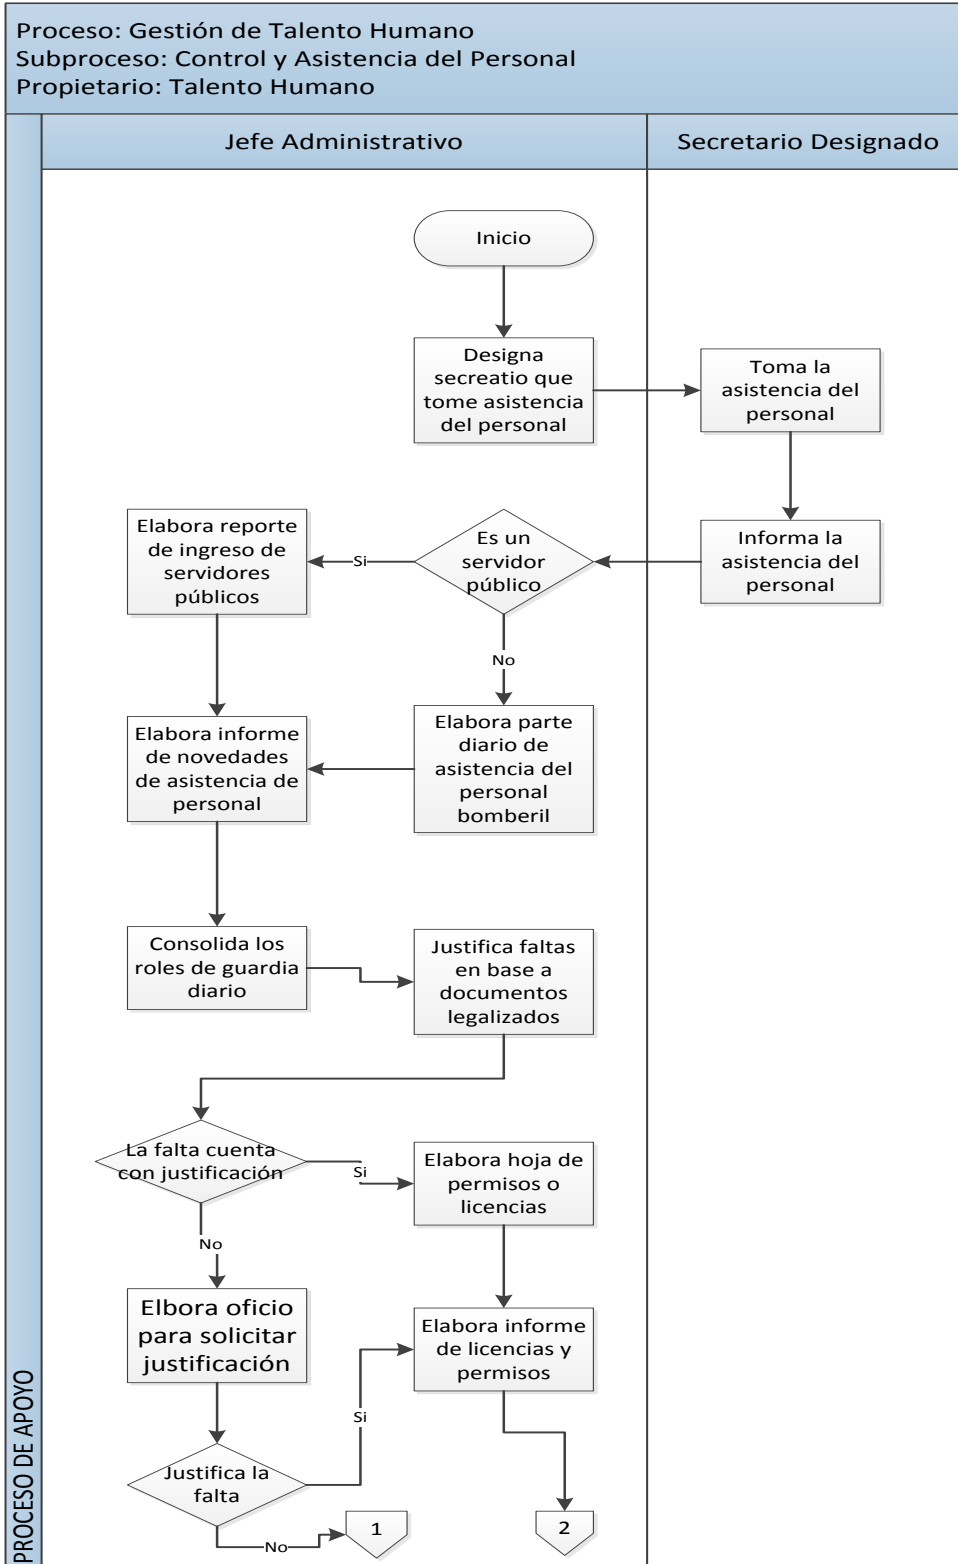 Proceso: Gestión de Talento Humano
Subproceso: Control y Asistencia del Personal
Propietario: Talento Humano
Jefe Administrativo
Secretario Designado
Inicio
Designa
secreatio que
tome asistencia
del personal
Toma la
asistencia del
personal
Elabora reporte
de ingreso de
servidores
públicos
Si
Es un
servidor
público
Informa la
asistencia del
personal
No
Elabora informe
de novedades
de asistencia de
personal
Elabora parte
diario de
asistencia del
personal
bomberil
Consolida los
roles de guardia
diario
Justifica faltas
en base a
documentos
legalizados
La falta cuenta
con justificación
Si
Elabora hoja de
permisos o
licencias
No
Elbora oficio
para solicitar
justificación
Elabora informe
de licencias y
permisos
Si
Justifica la
falta
No
1
2
PROCESO DE APOYO